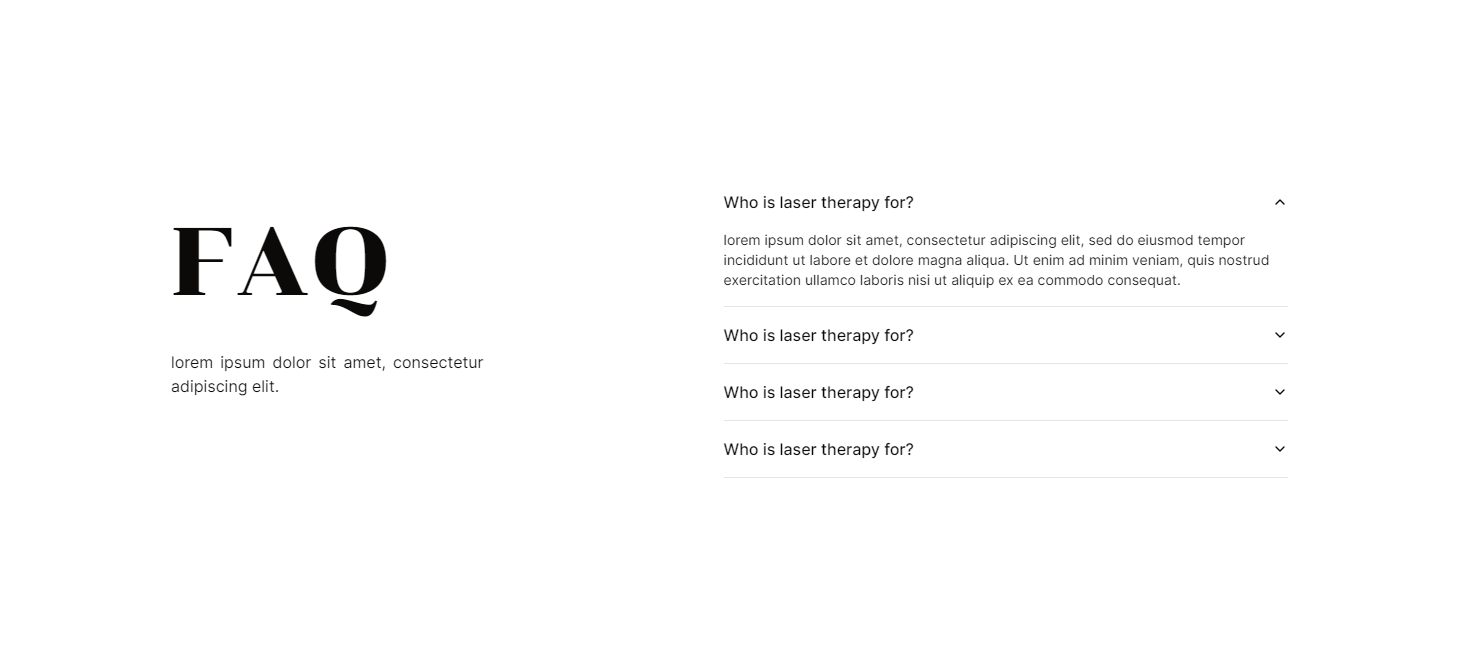 FAQ
lorem ipsum dolor sit amet, consectetur
adipiscing elit.
Who is laser therapy for?
lorem ipsum dolor sit amet, consectetur adipiscing elit, sed do eiusmod tempor
incididunt ut labore et dolore magna aliqua. Ut enim ad minim veniam, quis nostrud
exercitation ullamco laboris nisi ut aliquip ex ea commodo consequat.
Who is laser therapy for?
Who is laser therapy for?
Who is laser therapy for?